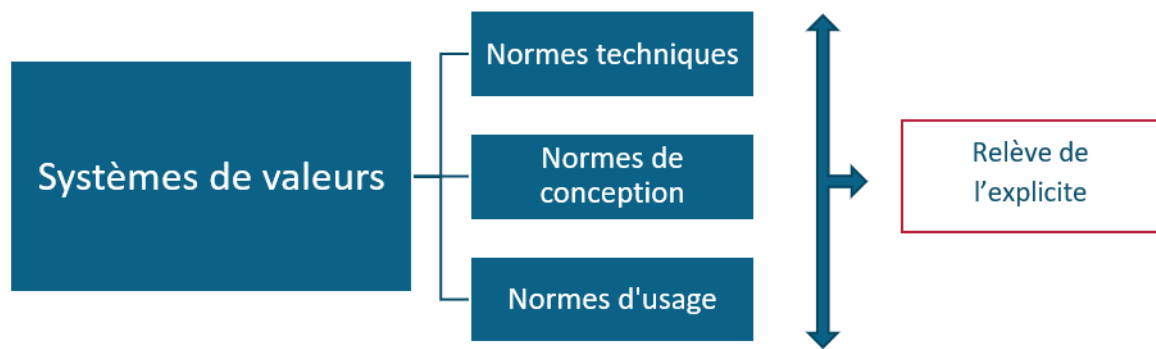 Systèmes de valeurs
Normes techniques
Normes de
conception
Normes d'usage
Relève de
l’explicite